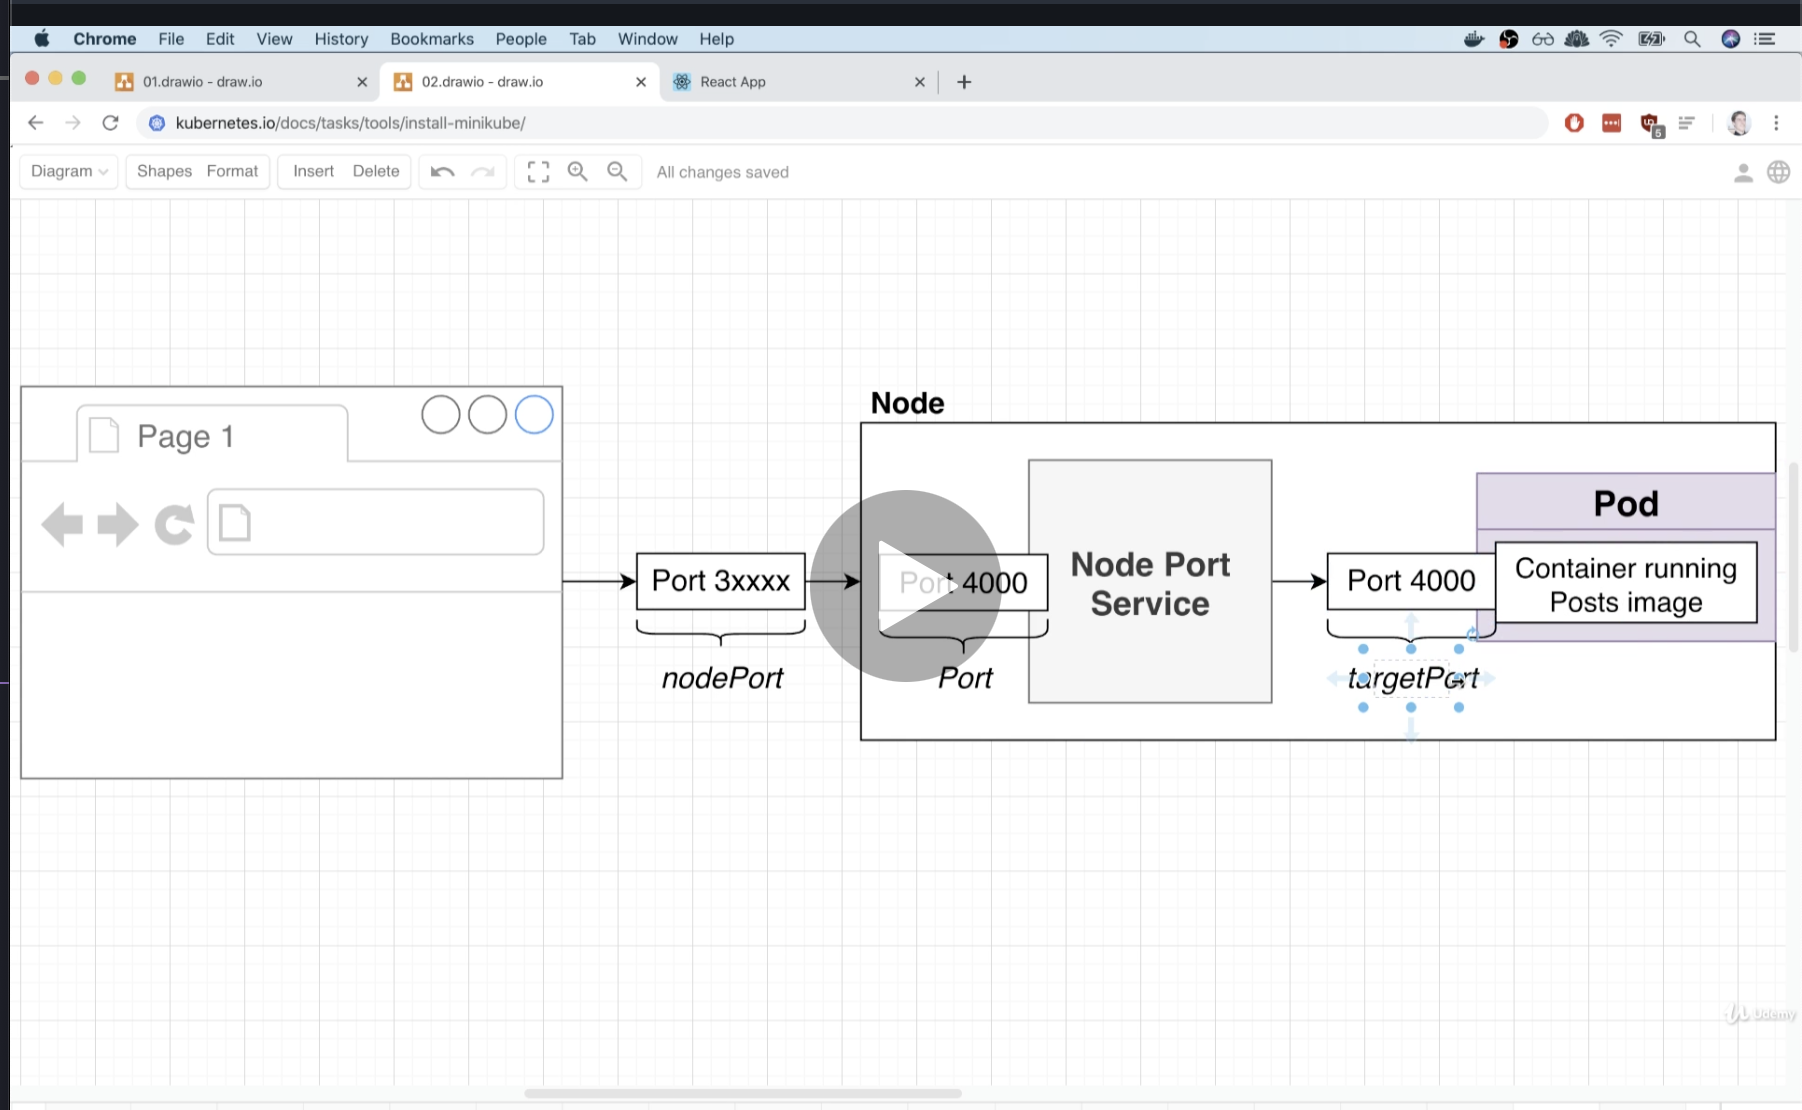 Chrome File Edit View History Bookmarks People Tab Window Help
01.drawio - draw.io
02.drawio - draw.io
React App
kubernetes.io/docs/tasks/tools/install-minikube/
5
Diagram Shapes Format Insert Delete All changes saved
Node
Page 1
Pod
Port 3xxxx
Port 4000
Node Port
Service
Port 4000
Container running
Posts image
nodePort
Port
targetPort
Udemy